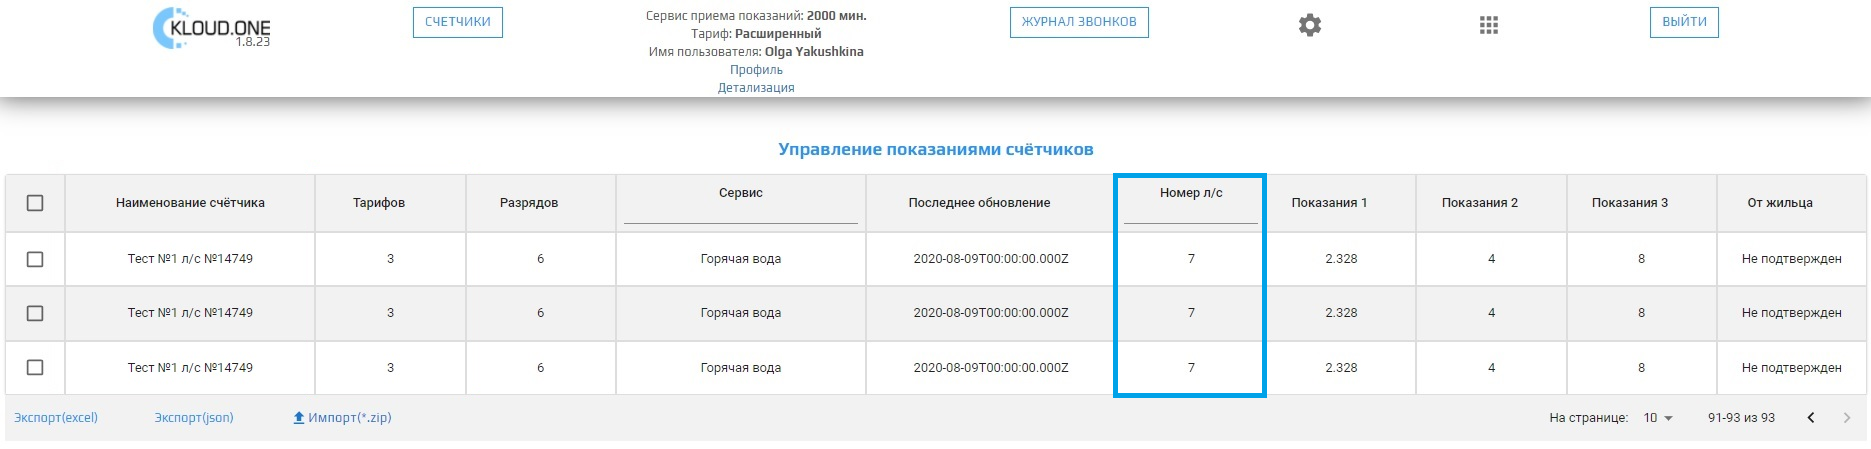 KLOUD.ONE
1.8.23
СЧЕТЧИКИ
Сервис приема показаний: 2000 мин.
Тариф: Расширенный
Имя пользователя: Olga Yakushkina
Профиль
Детализация
ЖУРНАЛ ЗВОНКОВ
ВЫЙТИ
Управление показаниями счётчиков
Наименование счётчика Тарифов Разрядов Сервис Последнее обновление Номер л/с Показания 1 Показания 2 Показания 3 От жильца
Тест №1 л/с №14749 3 6 Горячая вода 2020-08-09T00:00:00.000Z 7 2.328 4 8 Не подтвержден
Тест №1 л/с №14749 3 6 Горячая вода 2020-08-09T00:00:00.000Z 7 2.328 4 8 Не подтвержден
Тест №1 л/с №14749 3 6 Горячая вода 2020-08-09T00:00:00.000Z 7 2.328 4 8 Не подтвержден
Экспорт(excel) Экспорт(json) Импорт(*.zip) На странице: 10 91-93 из 93